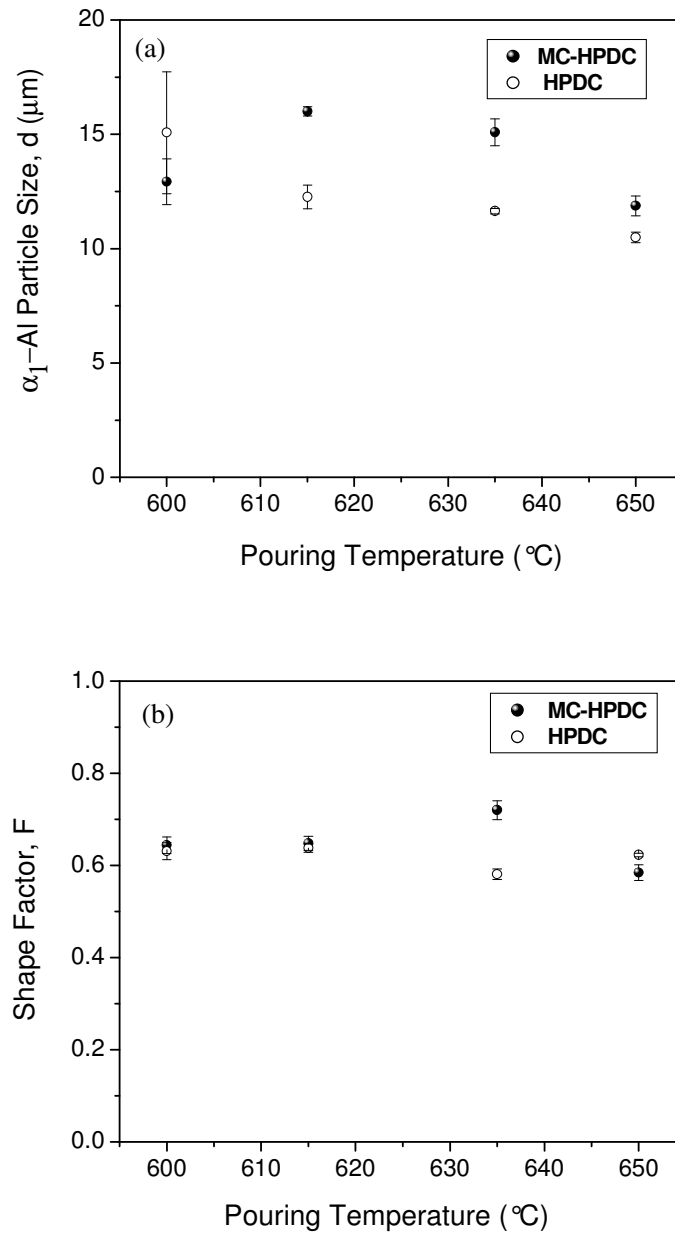 (a)
MC-HPDC
HPDC
20
15
10
5
0
α₁–Al Particle Size, d (μm)
600 610 620 630 640 650
Pouring Temperature (°C)
(b)
MC-HPDC
HPDC
1.0
0.8
0.6
0.4
0.2
0.0
Shape Factor, F
600 610 620 630 640 650
Pouring Temperature (°C)